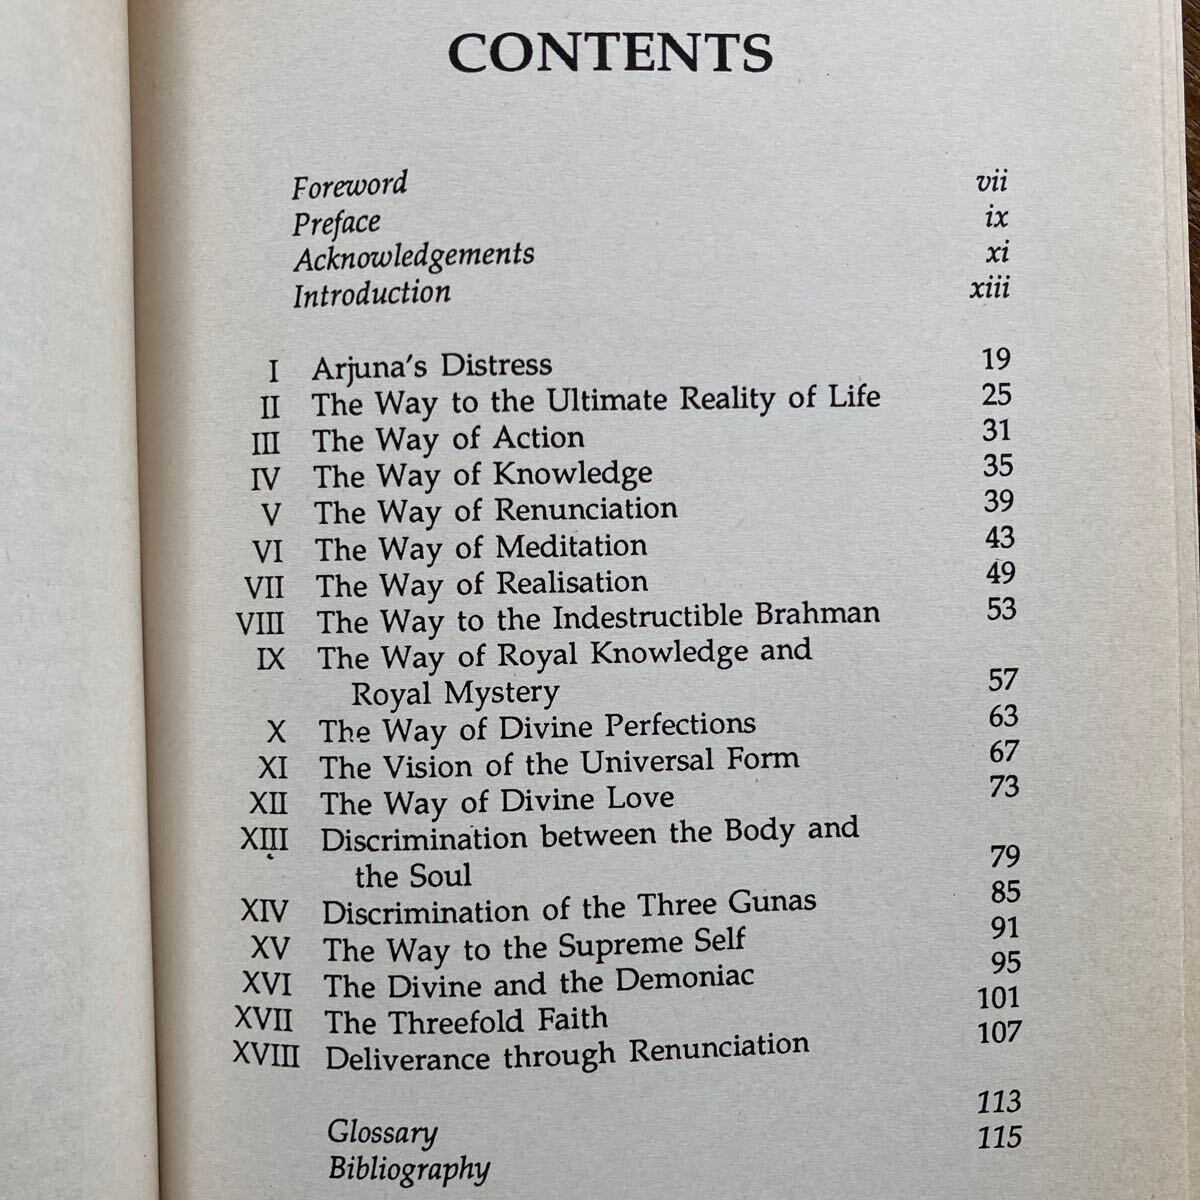 CONTENTS
Foreword vii
Preface ix
Acknowledgements xi
Introduction xiii
I Arjuna's Distress 19
II The Way to the Ultimate Reality of Life 25
III The Way of Action 31
IV The Way of Knowledge 35
V The Way of Renunciation 39
VI The Way of Meditation 43
VII The Way of Realisation 49
VIII The Way to the Indestructible Brahman 53
IX The Way of Royal Knowledge and
Royal Mystery 57
X The Way of Divine Perfections 63
XI The Vision of the Universal Form 67
XII The Way of Divine Love 73
XIII Discrimination between the Body and
the Soul 79
XIV Discrimination of the Three Gunas 85
XV The Way to the Supreme Self 91
XVI The Divine and the Demoniac 95
XVII The Threefold Faith 101
XVIII Deliverance through Renunciation 107
Glossary 113
Bibliography 115